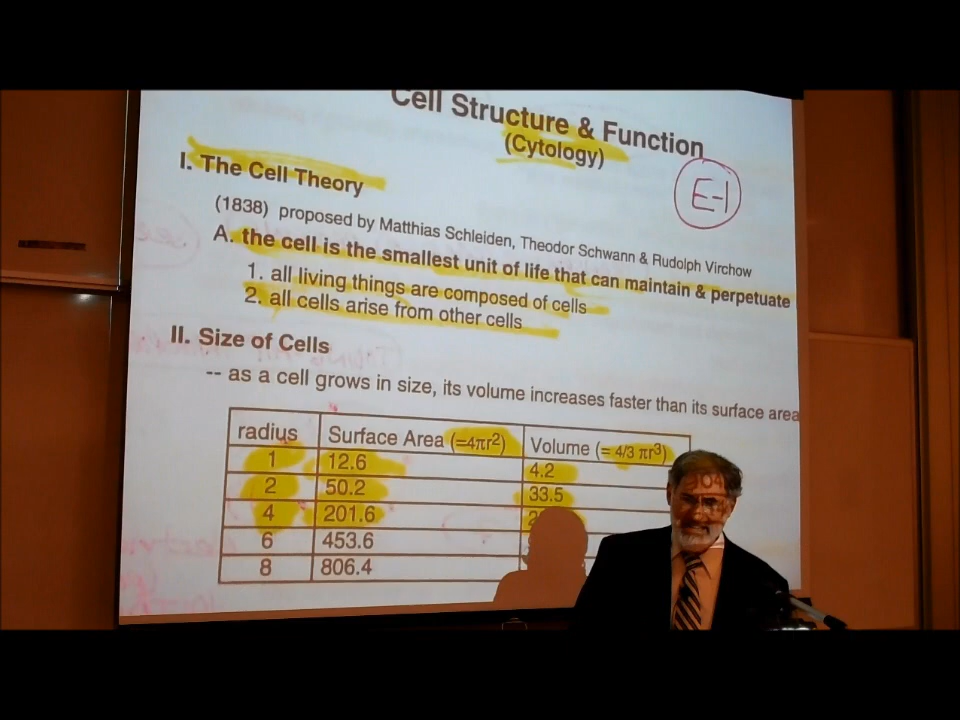 Cell Structure & Function
(Cytology)
E-1
I. The Cell Theory
(1838) proposed by Matthias Schleiden, Theodor Schwann & Rudolph Virchow
A. the cell is the smallest unit of life that can maintain & perpetuate
1. all living things are composed of cells
2. all cells arise from other cells
II. Size of Cells
-- as a cell grows in size, its volume increases faster than its surface area
radius Surface Area (=4πr²) Volume (= 4/3 πr³)
1 12.6 4.2
2 50.2 33.5
4 201.6
6 453.6
8 806.4